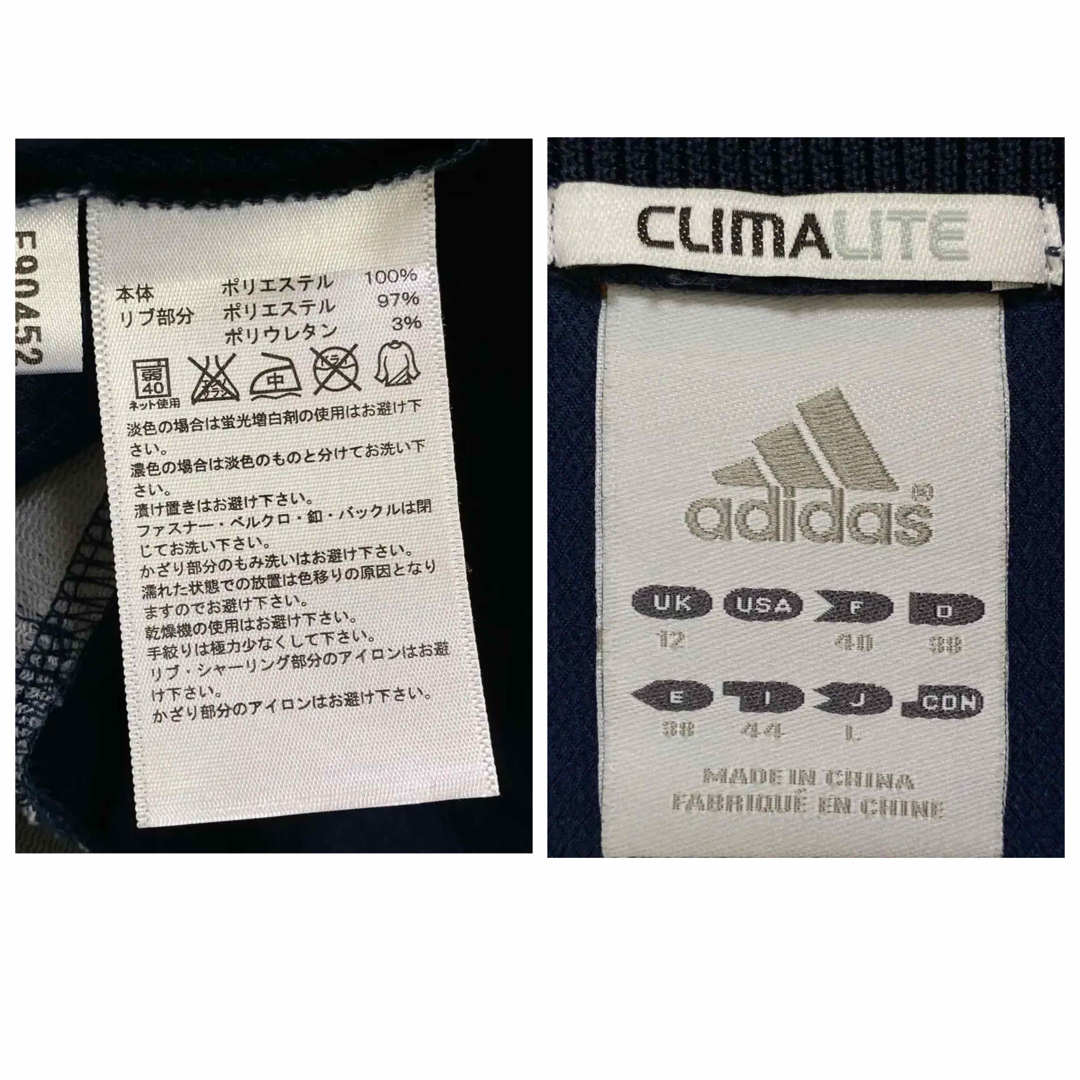 E90452
本体 ポリエステル 100%
リブ部分 ポリエステル 97%
ポリウレタン 3%
弱
40
エンソ
サラシ
中
ドライ
ネット使用
淡色の場合は蛍光増白剤の使用はお避け下
さい。
濃色の場合は淡色のものと分けてお洗い下
さい。
漬け置きはお避け下さい。
ファスナー・ベルクロ・釦・バックルは閉
じてお洗い下さい。
かざり部分のもみ洗いはお避け下さい。
濡れた状態での放置は色移りの原因となり
ますのでお避け下さい。
乾燥機の使用はお避け下さい。
手絞りは極力少なくして下さい。
リブ・シャーリング部分のアイロンはお避
け下さい。
かざり部分のアイロンはお避け下さい。
CLIMALITE
adidas®
UK USA F D
12 40 38
E I J CDN
38 44 L
MADE IN CHINA
FABRIQUÉ EN CHINE